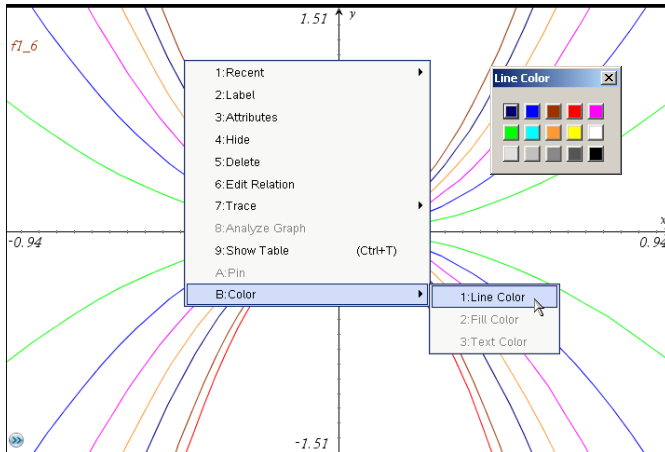 1.51 y
f1_6
1:Recent
2:Label
3:Attributes
4:Hide
5:Delete
6:Edit Relation
7:Trace
8:Analyze Graph
9:Show Table (Ctrl+T)
A:Pin
B:Color
Line Color
x
-0.94
0.94
1:Line Color
2:Fill Color
3:Text Color
-1.51